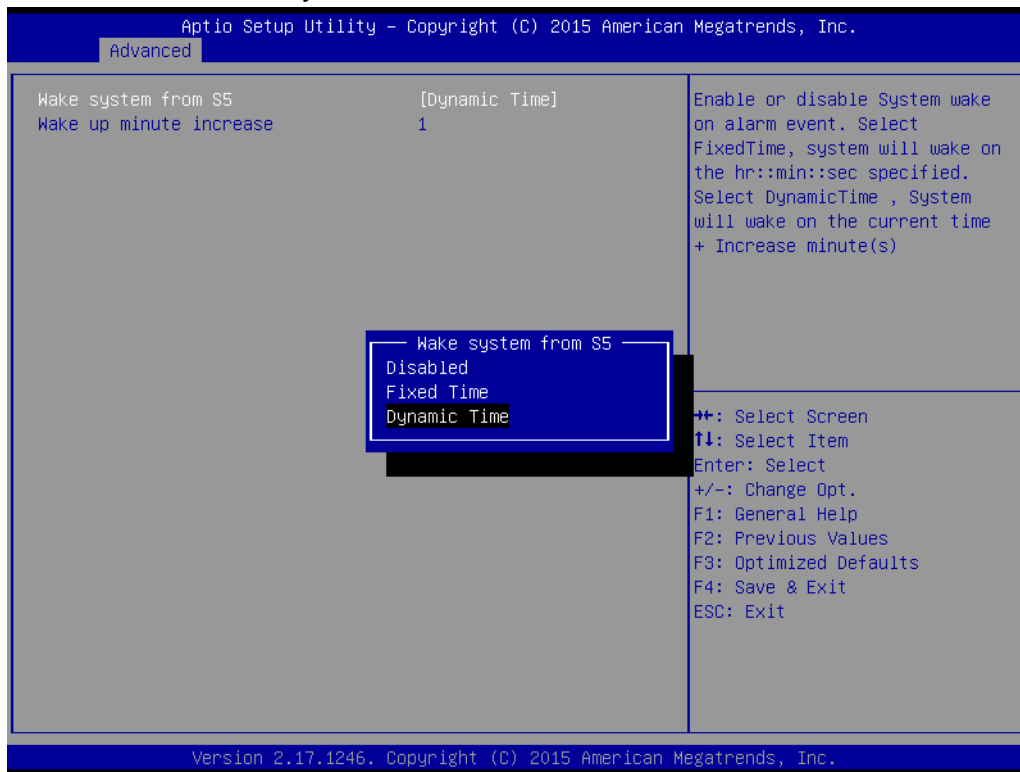 Aptio Setup Utility – Copyright (C) 2015 American Megatrends, Inc.
Advanced
Wake system from S5 [Dynamic Time]
Wake up minute increase 1
Enable or disable System wake
on alarm event. Select
FixedTime, system will wake on
the hr::min::sec specified.
Select DynamicTime , System
will wake on the current time
+ Increase minute(s)
Wake system from S5
Disabled
Fixed Time
Dynamic Time
→←: Select Screen
↑↓: Select Item
Enter: Select
+/-: Change Opt.
F1: General Help
F2: Previous Values
F3: Optimized Defaults
F4: Save & Exit
ESC: Exit
Version 2.17.1246. Copyright (C) 2015 American Megatrends, Inc.